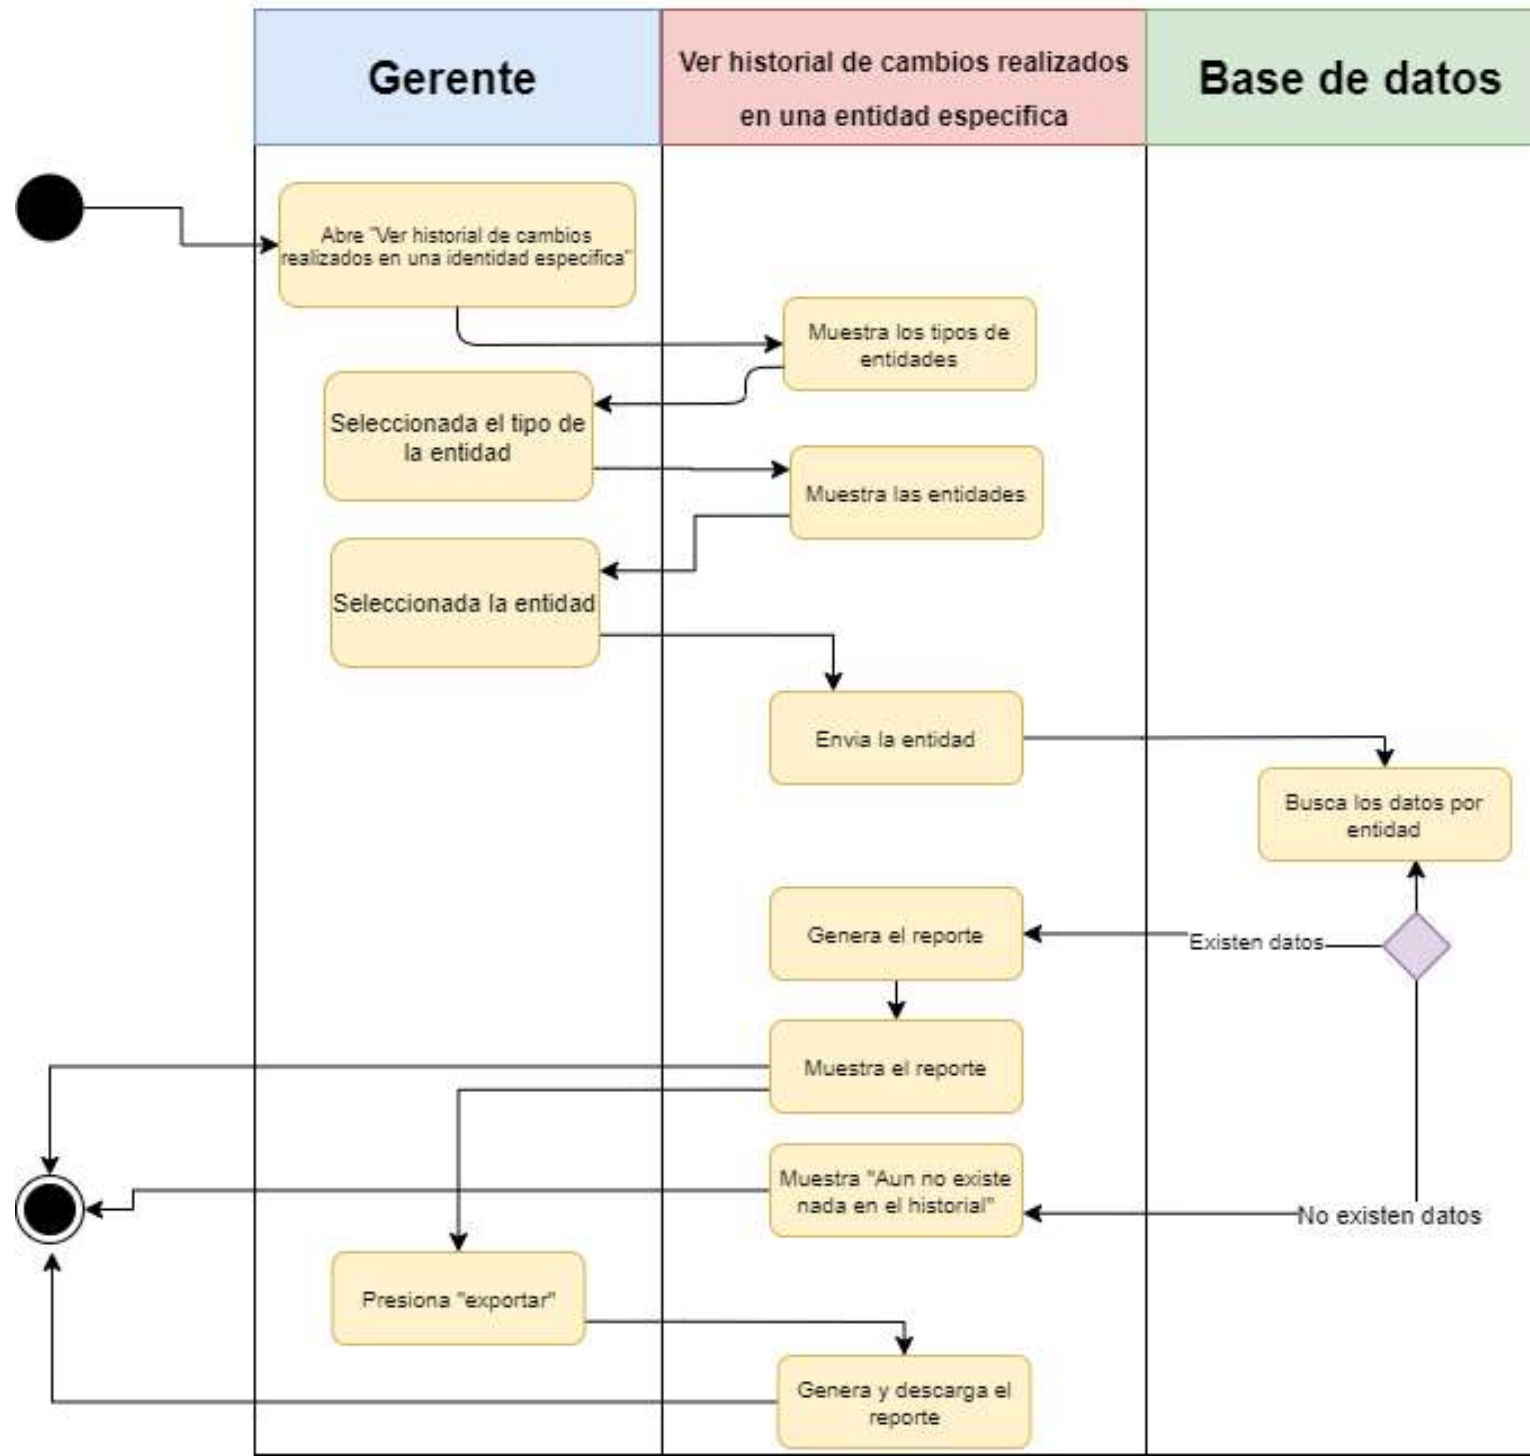 Gerente
Ver historial de cambios realizados
en una entidad especifica
Base de datos
Abre "Ver historial de cambios
realizados en una identidad especifica"
Muestra los tipos de
entidades
Seleccionada el tipo de
la entidad
Muestra las entidades
Seleccionada la entidad
Envia la entidad
Busca los datos por
entidad
Genera el reporte
Existen datos
Muestra el reporte
Muestra "Aun no existe
nada en el historial"
No existen datos
Presiona "exportar"
Genera y descarga el
reporte